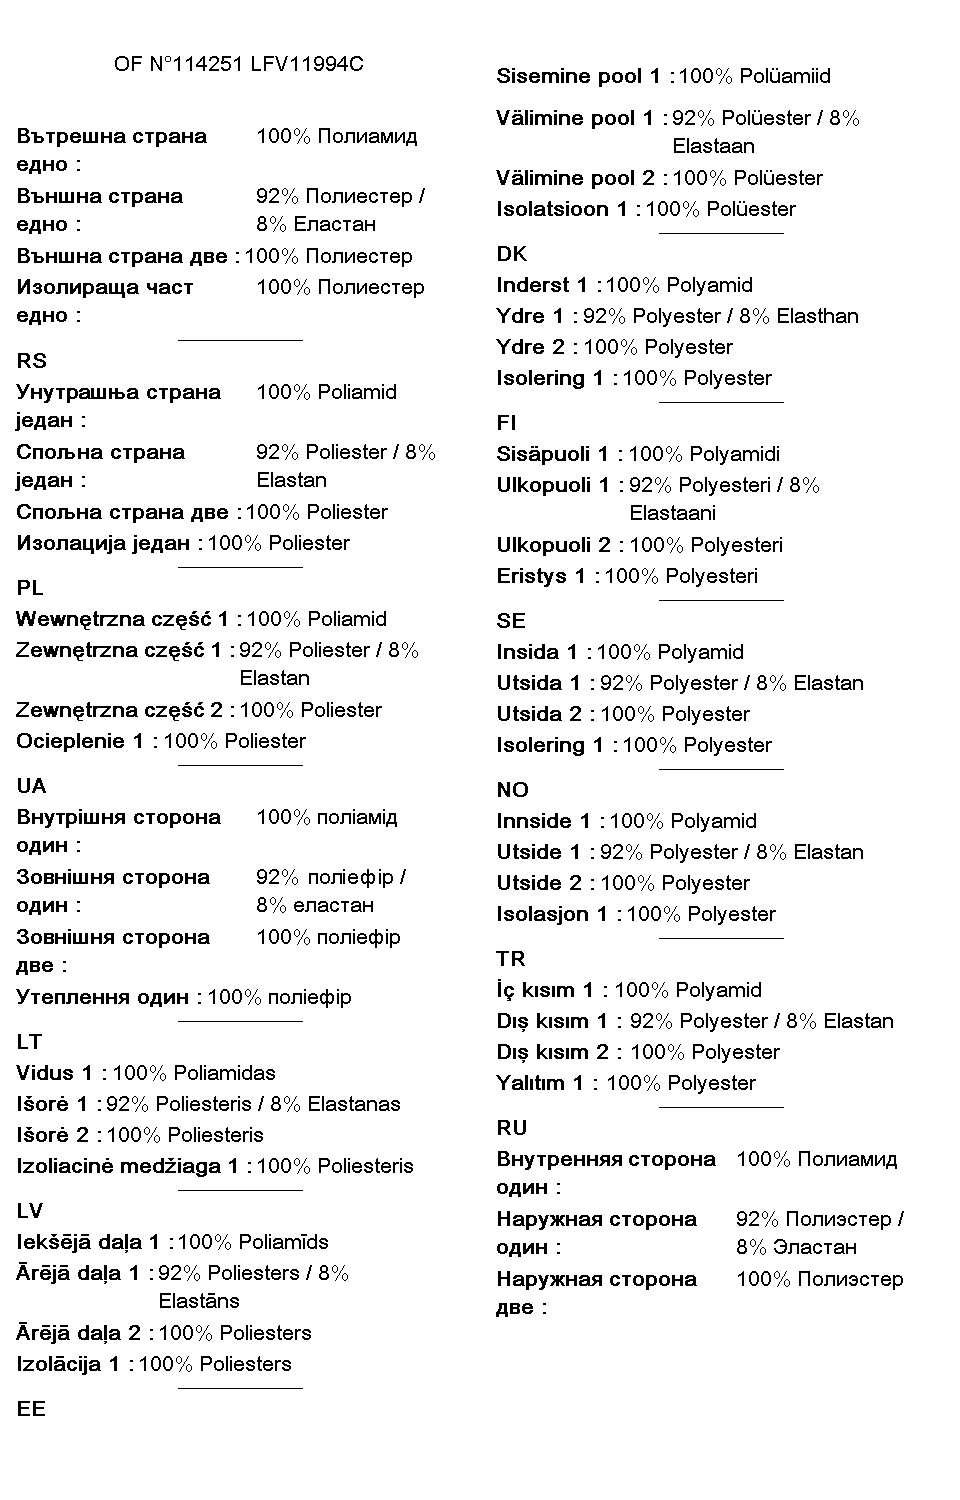 OF N°114251 LFV11994C
Вътрешна страна 100% Полиамид
едно :
Външна страна 92% Полиестер /
едно : 8% Еластан
Външна страна две : 100% Полиестер
Изолираща част 100% Полиестер
едно :
RS
Унутрашња страна 100% Poliamid
један :
Спољна страна 92% Poliester / 8%
један : Elastan
Спољна страна две : 100% Poliester
Изолација један : 100% Poliester
PL
Wewnętrzna część 1 : 100% Poliamid
Zewnętrzna część 1 : 92% Poliester / 8%
Elastan
Zewnętrzna część 2 : 100% Poliester
Ocieplenie 1 : 100% Poliester
UA
Внутрішня сторона 100% поліамід
один :
Зовнішня сторона 92% поліефір /
один : 8% еластан
Зовнішня сторона 100% поліефір
две :
Утеплення один : 100% поліефір
LT
Vidus 1 : 100% Poliamidas
Išorė 1 : 92% Poliesteris / 8% Elastanas
Išorė 2 : 100% Poliesteris
Izoliacinė medžiaga 1 : 100% Poliesteris
LV
Iekšējā daļa 1 : 100% Poliamīds
Ārējā daļa 1 : 92% Poliesters / 8%
Elastāns
Ārējā daļa 2 : 100% Poliesters
Izolācija 1 : 100% Poliesters
EE
Sisemine pool 1 : 100% Polüamiid
Välimine pool 1 : 92% Polüester / 8%
Elastaan
Välimine pool 2 : 100% Polüester
Isolatsioon 1 : 100% Polüester
DK
Inderst 1 : 100% Polyamid
Ydre 1 : 92% Polyester / 8% Elasthan
Ydre 2 : 100% Polyester
Isolering 1 : 100% Polyester
FI
Sisäpuoli 1 : 100% Polyamidi
Ulkopuoli 1 : 92% Polyesteri / 8%
Elastaani
Ulkopuoli 2 : 100% Polyesteri
Eristys 1 : 100% Polyesteri
SE
Insida 1 : 100% Polyamid
Utsida 1 : 92% Polyester / 8% Elastan
Utsida 2 : 100% Polyester
Isolering 1 : 100% Polyester
NO
Innside 1 : 100% Polyamid
Utside 1 : 92% Polyester / 8% Elastan
Utside 2 : 100% Polyester
Isolasjon 1 : 100% Polyester
TR
İç kısım 1 : 100% Polyamid
Dış kısım 1 : 92% Polyester / 8% Elastan
Dış kısım 2 : 100% Polyester
Yalıtım 1 : 100% Polyester
RU
Внутренняя сторона 100% Полиамид
один :
Наружная сторона 92% Полиэстер /
один : 8% Эластан
Наружная сторона 100% Полиэстер
две :